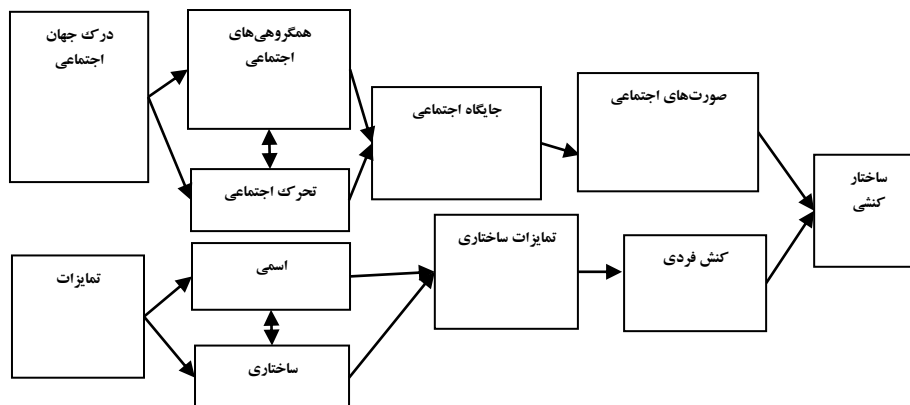 درک جهان
اجتماعی
همگروهی‌های
اجتماعی
تحرک اجتماعی
جایگاه اجتماعی
صورت‌های اجتماعی
ساختار
کنشی
تمایزات
اسمی
ساختاری
تمایزات ساختاری
کنش فردی